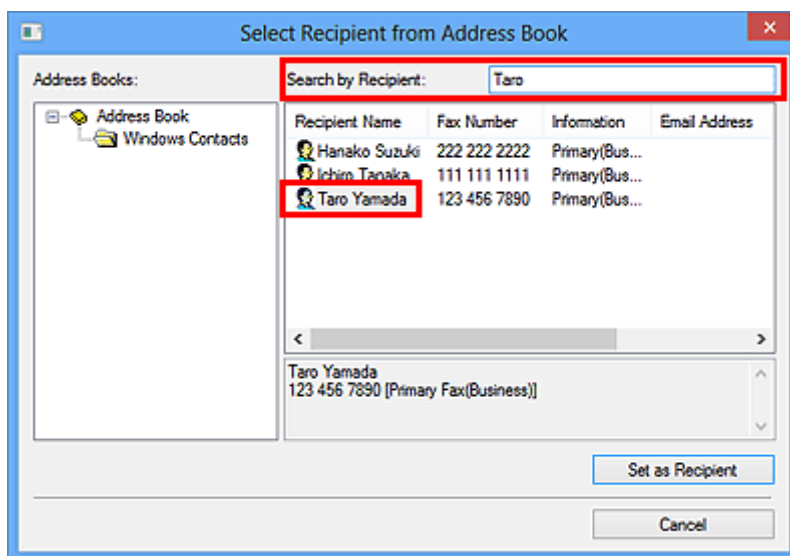 Select Recipient from Address Book
Address Books:
Search by Recipient: Taro
Address Book
Windows Contacts
Recipient Name Fax Number Information Email Address
Hanako Suzuki 222 222 2222 Primary(Bus...
Ichiro Tanaka 111 111 1111 Primary(Bus...
Taro Yamada 123 456 7890 Primary(Bus...
Taro Yamada
123 456 7890 [Primary Fax(Business)]
Set as Recipient
Cancel